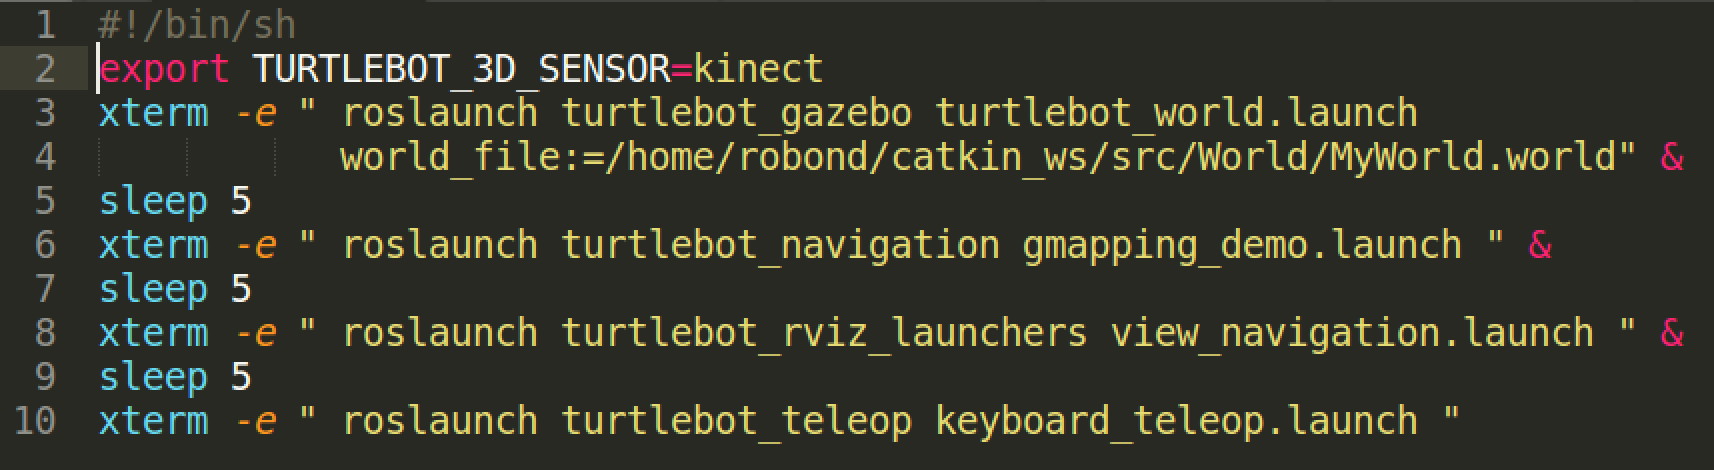 1 #!/bin/sh
2 export TURTLEBOT_3D_SENSOR=kinect
3 xterm -e " roslaunch turtlebot_gazebo turtlebot_world.launch
4            world_file:=/home/robond/catkin_ws/src/World/MyWorld.world" &
5 sleep 5
6 xterm -e " roslaunch turtlebot_navigation gmapping_demo.launch " &
7 sleep 5
8 xterm -e " roslaunch turtlebot_rviz_launchers view_navigation.launch " &
9 sleep 5
10 xterm -e " roslaunch turtlebot_teleop keyboard_teleop.launch "